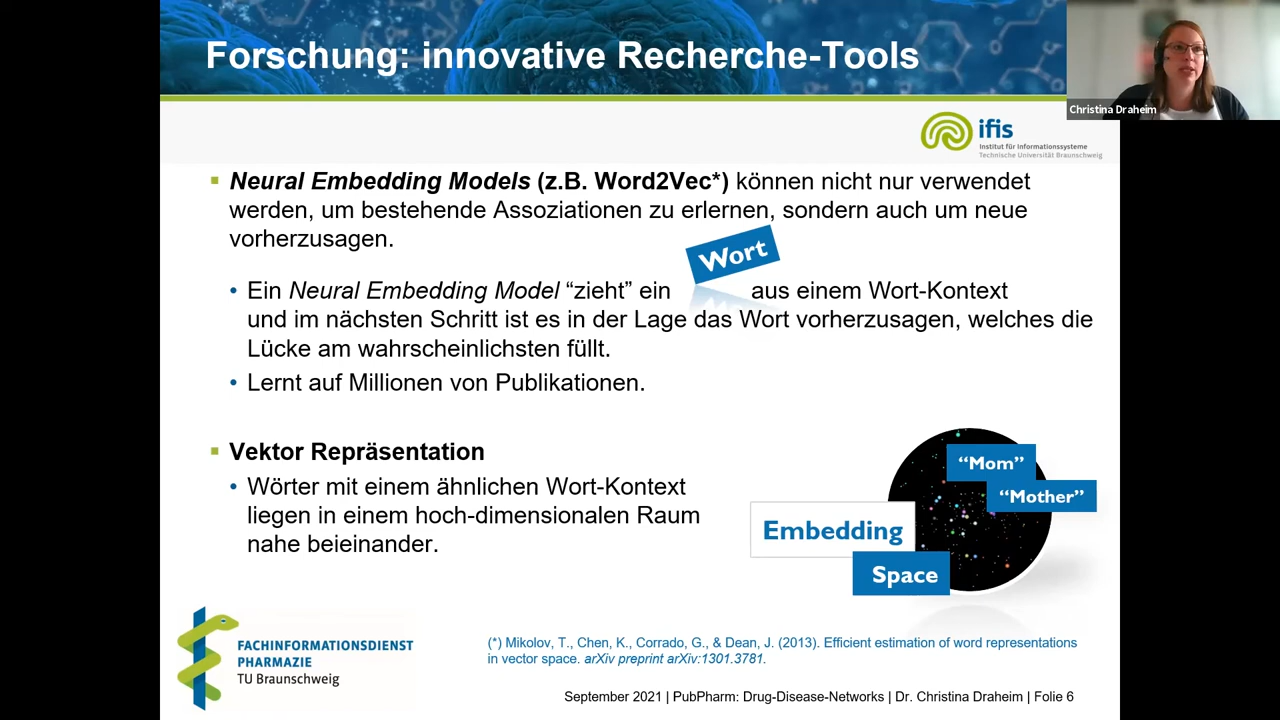 Forschung: innovative Recherche-Tools
Christina Draheim
ifis
Institut für Informationssysteme
Technische Universität Braunschweig
Neural Embedding Models (z.B. Word2Vec*) können nicht nur verwendet
werden, um bestehende Assoziationen zu erlernen, sondern auch um neue
vorherzusagen.
Wort
Ein Neural Embedding Model “zieht” ein aus einem Wort-Kontext
und im nächsten Schritt ist es in der Lage das Wort vorherzusagen, welches die
Lücke am wahrscheinlichsten füllt.
Lernt auf Millionen von Publikationen.
Vektor Repräsentation
Wörter mit einem ähnlichen Wort-Kontext
liegen in einem hoch-dimensionalen Raum
nahe beieinander.
“Mom”
“Mother”
Embedding
Space
FACHINFORMATIONSDIENST
PHARMAZIE
TU Braunschweig
(*) Mikolov, T., Chen, K., Corrado, G., & Dean, J. (2013). Efficient estimation of word representations
in vector space. arXiv preprint arXiv:1301.3781.
September 2021 | PubPharm: Drug-Disease-Networks | Dr. Christina Draheim | Folie 6